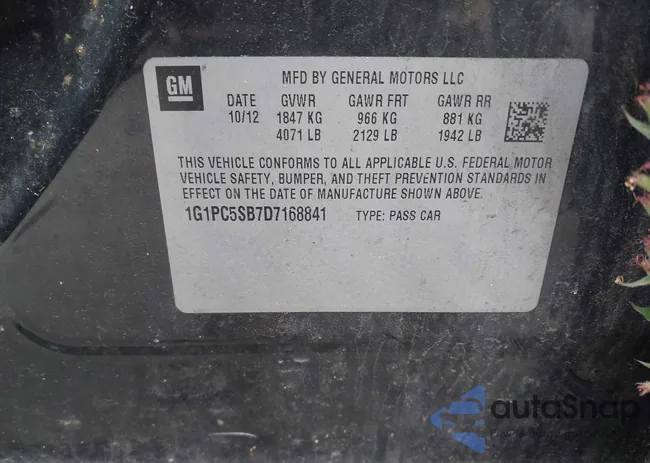 GM
MFD BY GENERAL MOTORS LLC
DATE GVWR GAWR FRT GAWR RR
10/12 1847 KG 966 KG 881 KG
4071 LB 2129 LB 1942 LB
THIS VEHICLE CONFORMS TO ALL APPLICABLE U.S. FEDERAL MOTOR
VEHICLE SAFETY, BUMPER, AND THEFT PREVENTION STANDARDS IN
EFFECT ON THE DATE OF MANUFACTURE SHOWN ABOVE.
1G1PC5SB7D7168841 TYPE: PASS CAR
autoSnap